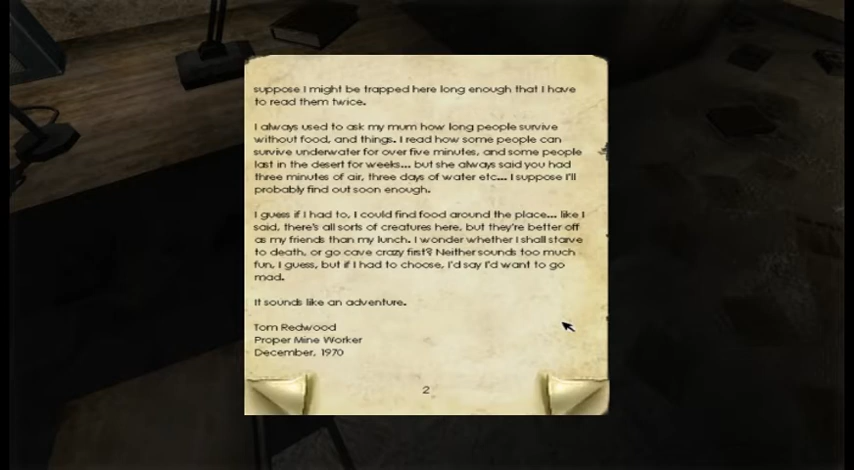 suppose I might be trapped here long enough that I have
to read them twice.
I always used to ask my mum how long people survive
without food, and things. I read how some people can
survive underwater for over five minutes, and some people
last in the desert for weeks... but she always said you had
three minutes of air, three days of water etc... I suppose I'll
probably find out soon enough.
I guess if I had to, I could find food around the place... like I
said, there's all sorts of creatures here, but they're better off
as my friends than my lunch. I wonder whether I shall starve
to death, or go cave crazy first? Neither sounds too much
fun, I guess, but if I had to choose, I'd say I'd want to go
mad.
It sounds like an adventure.
Tom Redwood
Proper Mine Worker
December, 1970
2